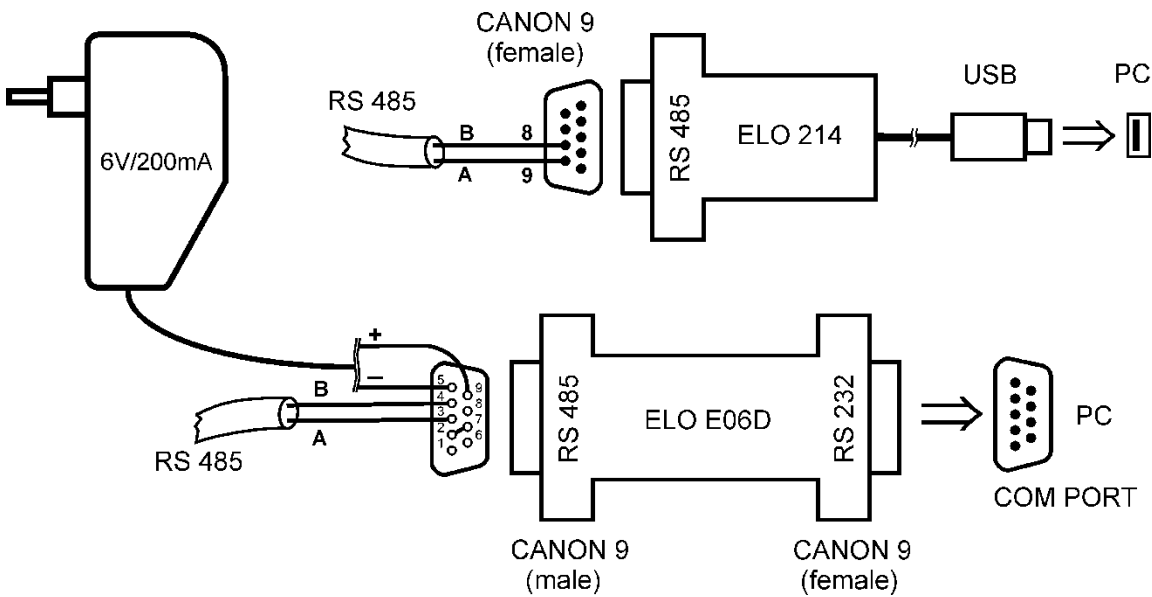 CANON 9
(female)
USB
PC
RS 485
B
8
A
9
RS 485
ELO 214
6V/200mA
+
–
B
A
RS 485
5
4
3
2
1
9
8
7
6
RS 485
ELO E06D
RS 232
PC
COM PORT
CANON 9
(male)
CANON 9
(female)